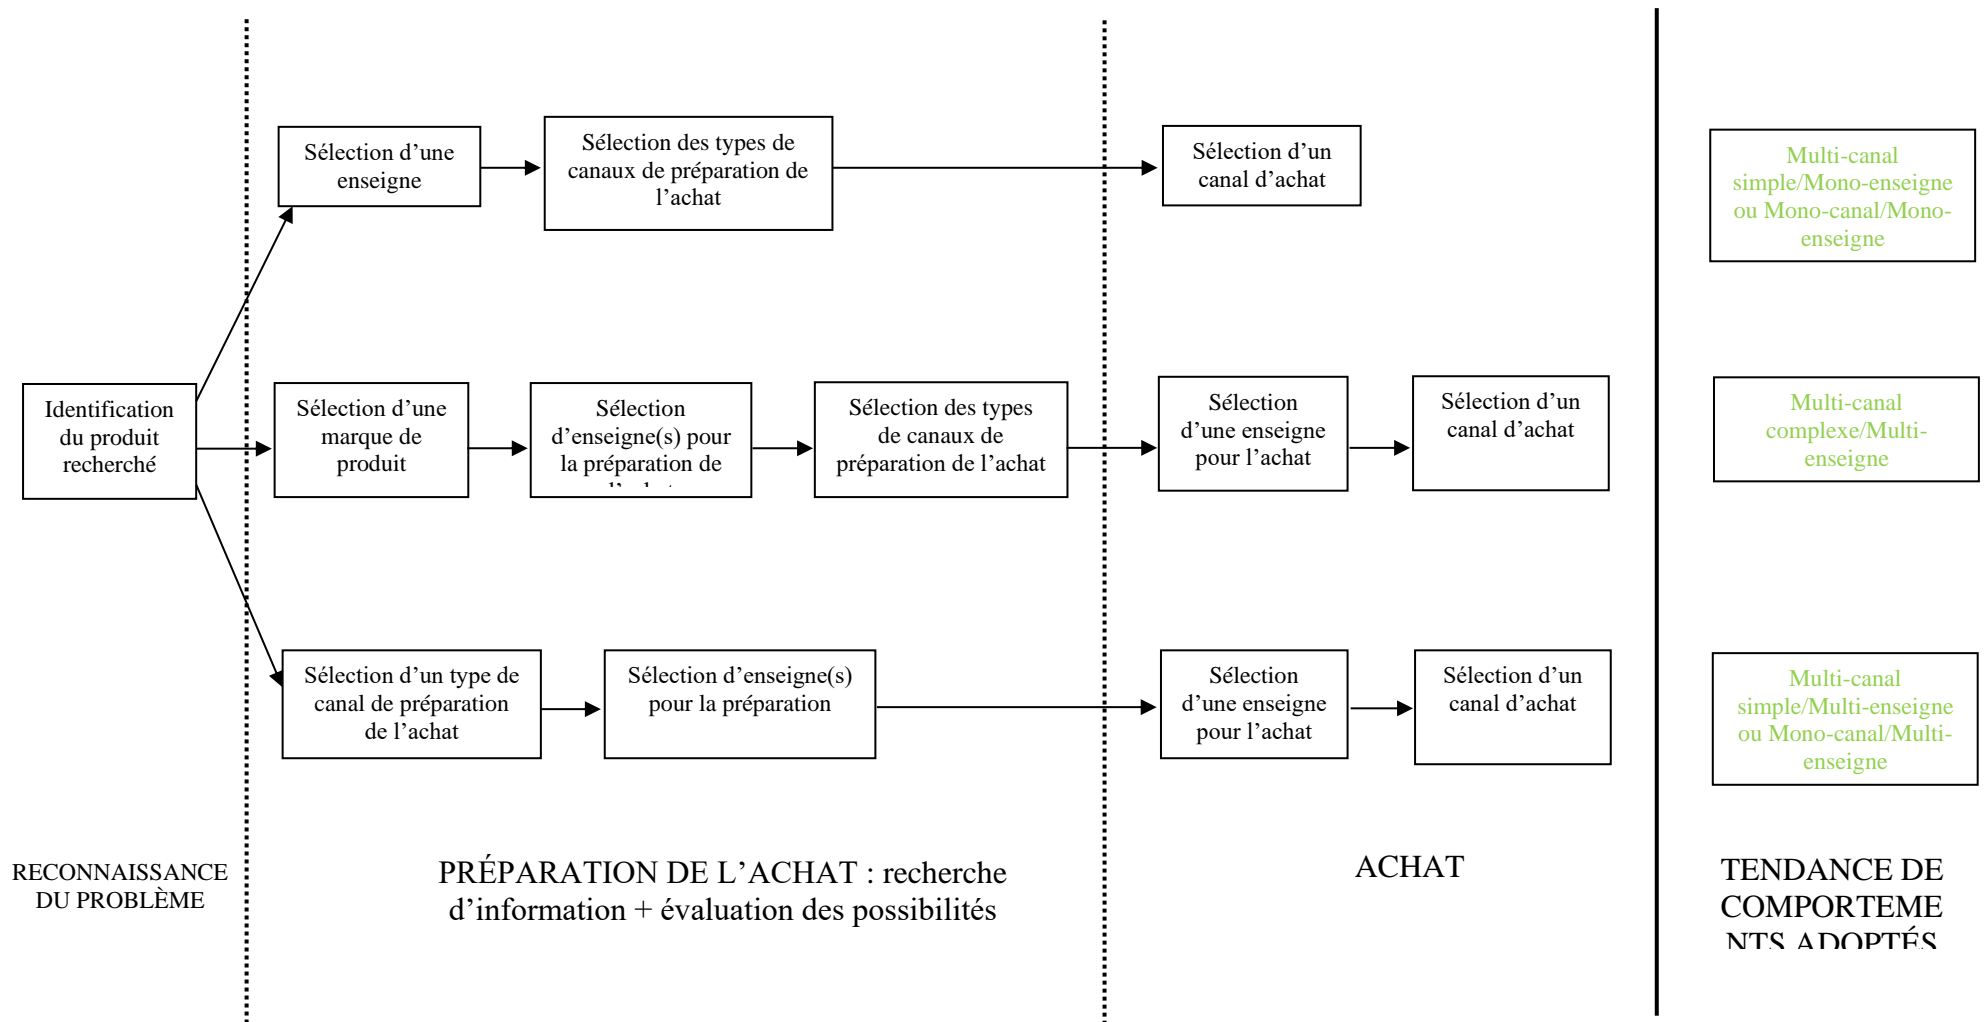 Sélection d’une
enseigne
Sélection des types de
canaux de préparation de
l’achat
Sélection d’un
canal d’achat
Multi-canal
simple/Mono-enseigne
ou Mono-canal/Mono-
enseigne
Identification
du produit
recherché
Sélection d’une
marque de
produit
Sélection
d’enseigne(s) pour
la préparation de
Sélection des types
de canaux de
préparation de l’achat
Sélection
d’une enseigne
pour l’achat
Sélection d’un
canal d’achat
Multi-canal
complexe/Multi-
enseigne
Sélection d’un type de
canal de préparation
de l’achat
Sélection d’enseigne(s)
pour la préparation
Sélection
d’une enseigne
pour l’achat
Sélection d’un
canal d’achat
Multi-canal
simple/Multi-enseigne
ou Mono-canal/Multi-
enseigne
RECONNAISSANCE
DU PROBLÈME
PRÉPARATION DE L’ACHAT : recherche
d’information + évaluation des possibilités
ACHAT
TENDANCE DE
COMPORTEME
NTS ADOPTÉS